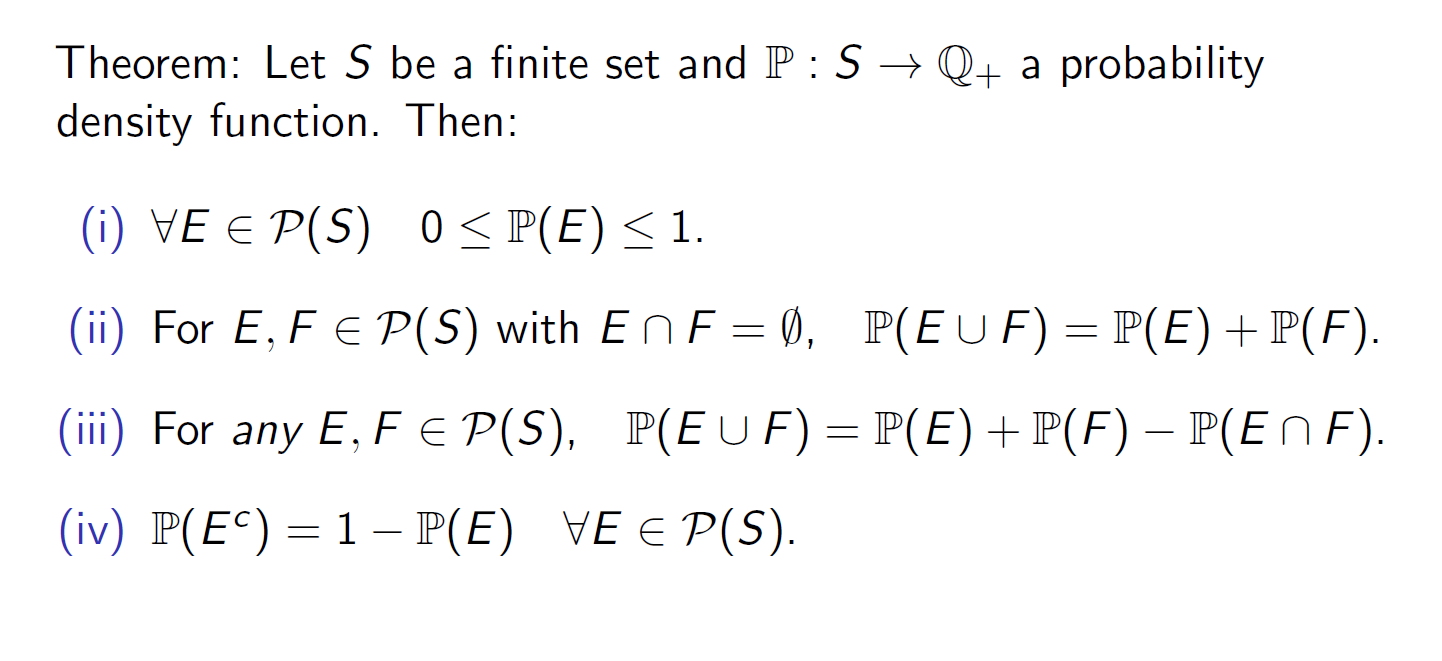 Theorem: Let S be a finite set and ℙ : S → ℚ₊ a probability
density function. Then:
(i) ∀E ∈ 𝒫(S) 0 ≤ ℙ(E) ≤ 1.
(ii) For E, F ∈ 𝒫(S) with E ∩ F = ∅, ℙ(E ∪ F) = ℙ(E) + ℙ(F).
(iii) For any E, F ∈ 𝒫(S), ℙ(E ∪ F) = ℙ(E) + ℙ(F) − ℙ(E ∩ F).
(iv) ℙ(Eᶜ) = 1 − ℙ(E) ∀E ∈ 𝒫(S).